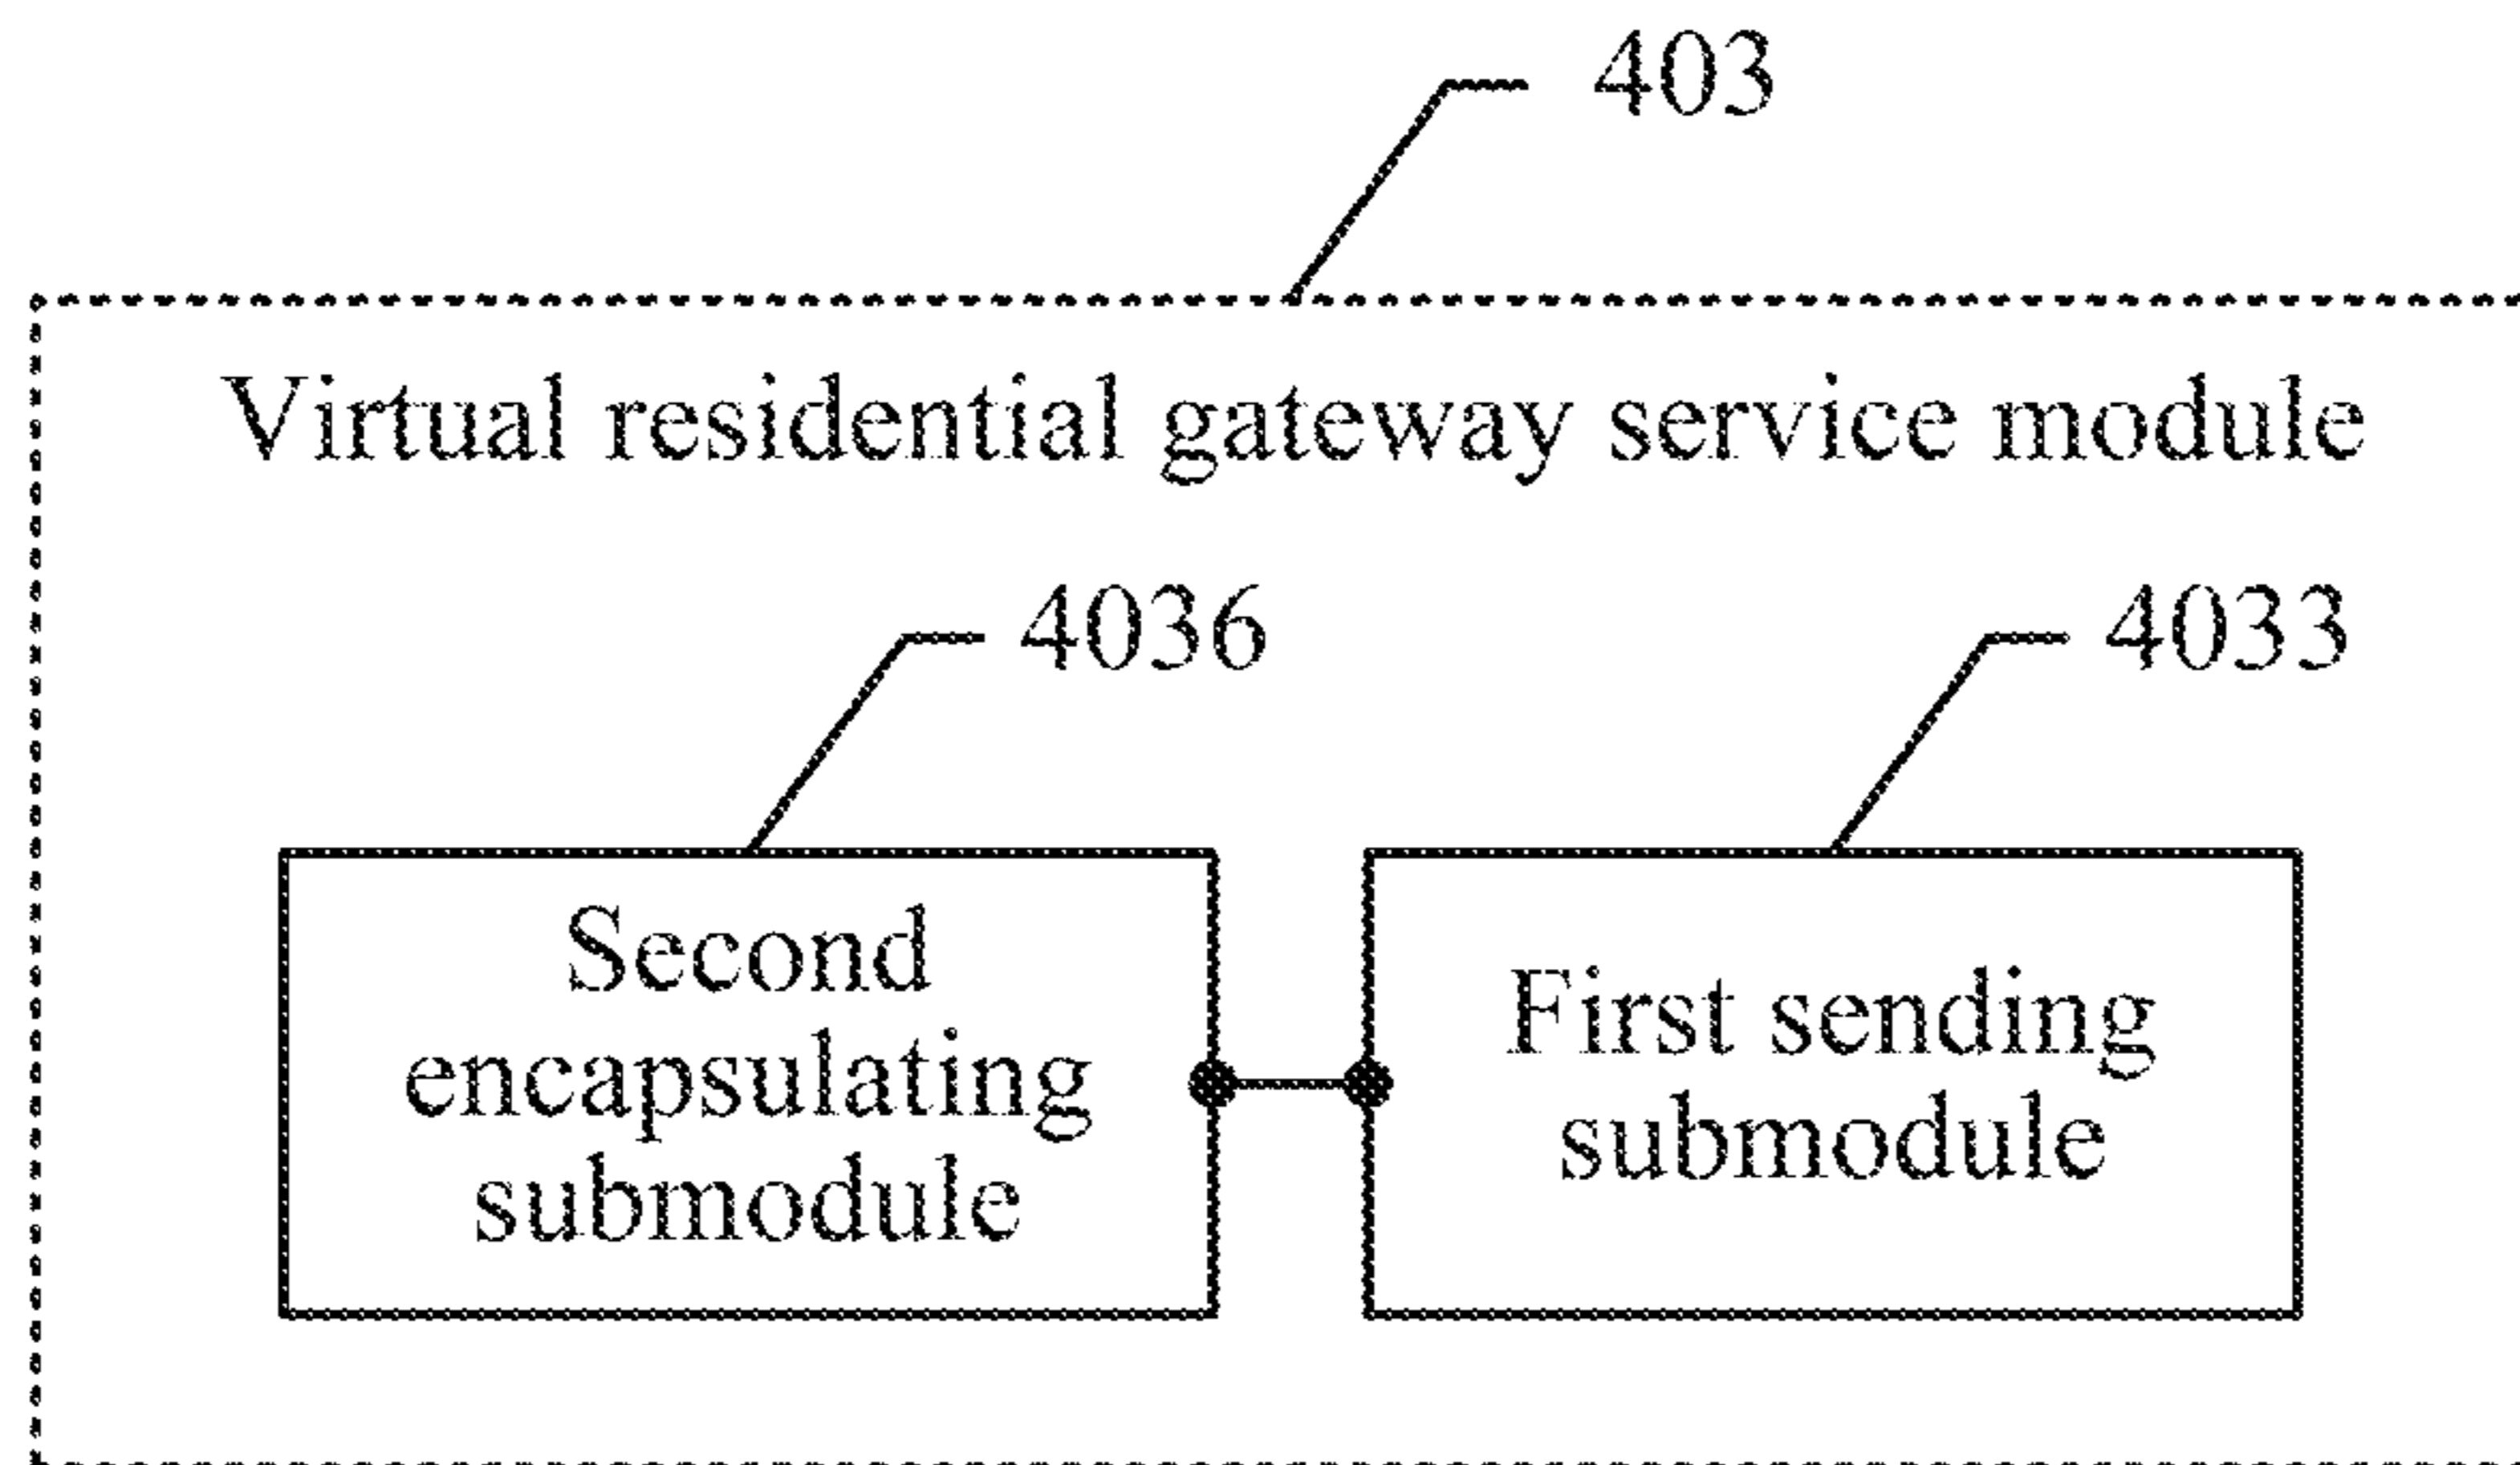 403
Virtual residential gateway service module
4036
4033
Second
encapsulating
submodule
First sending
submodule